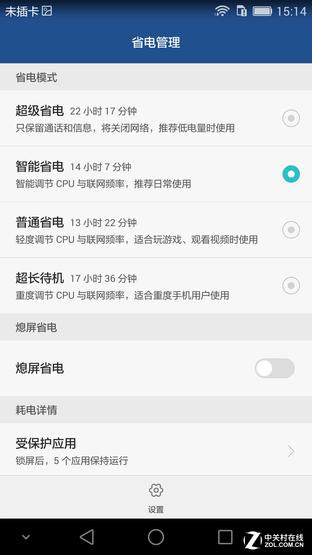 未插卡 15:14
省电管理
省电模式
超级省电 22 小时 17 分钟
只保留通话和信息，将关闭网络，推荐低电量时使用
智能省电 14 小时 7 分钟
智能调节 CPU 与联网频率，推荐日常使用
普通省电 13 小时 22 分钟
轻度调节 CPU 与联网频率，适合玩游戏、观看视频时使用
超长待机 17 小时 36 分钟
重度调节 CPU 与联网频率，适合重度手机用户使用
熄屏省电
熄屏省电
耗电详情
受保护应用
锁屏后，5 个应用保持运行
设置
Z 中关村在线
ZOL.COM.CN